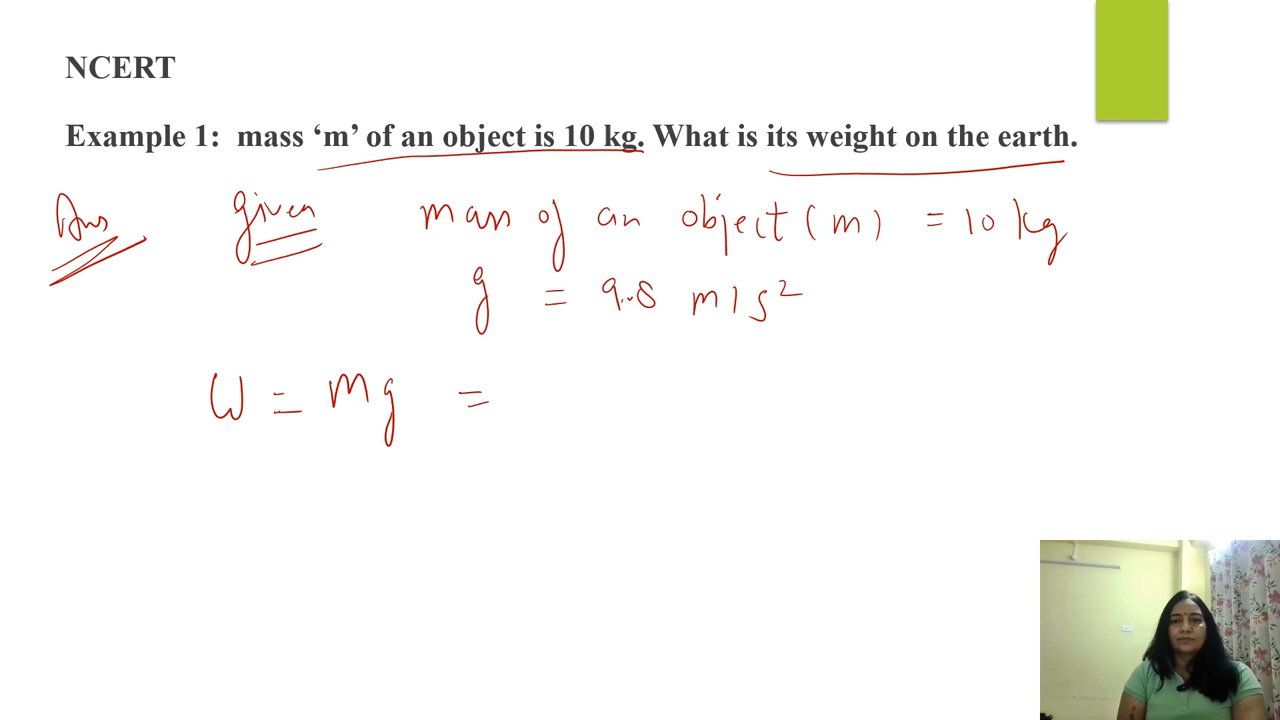 NCERT
Example 1: mass ‘m’ of an object is 10 kg. What is its weight on the earth.
Ans given mass of an object (m) = 10 kg
g = 9.8 m/s²
W = mg =